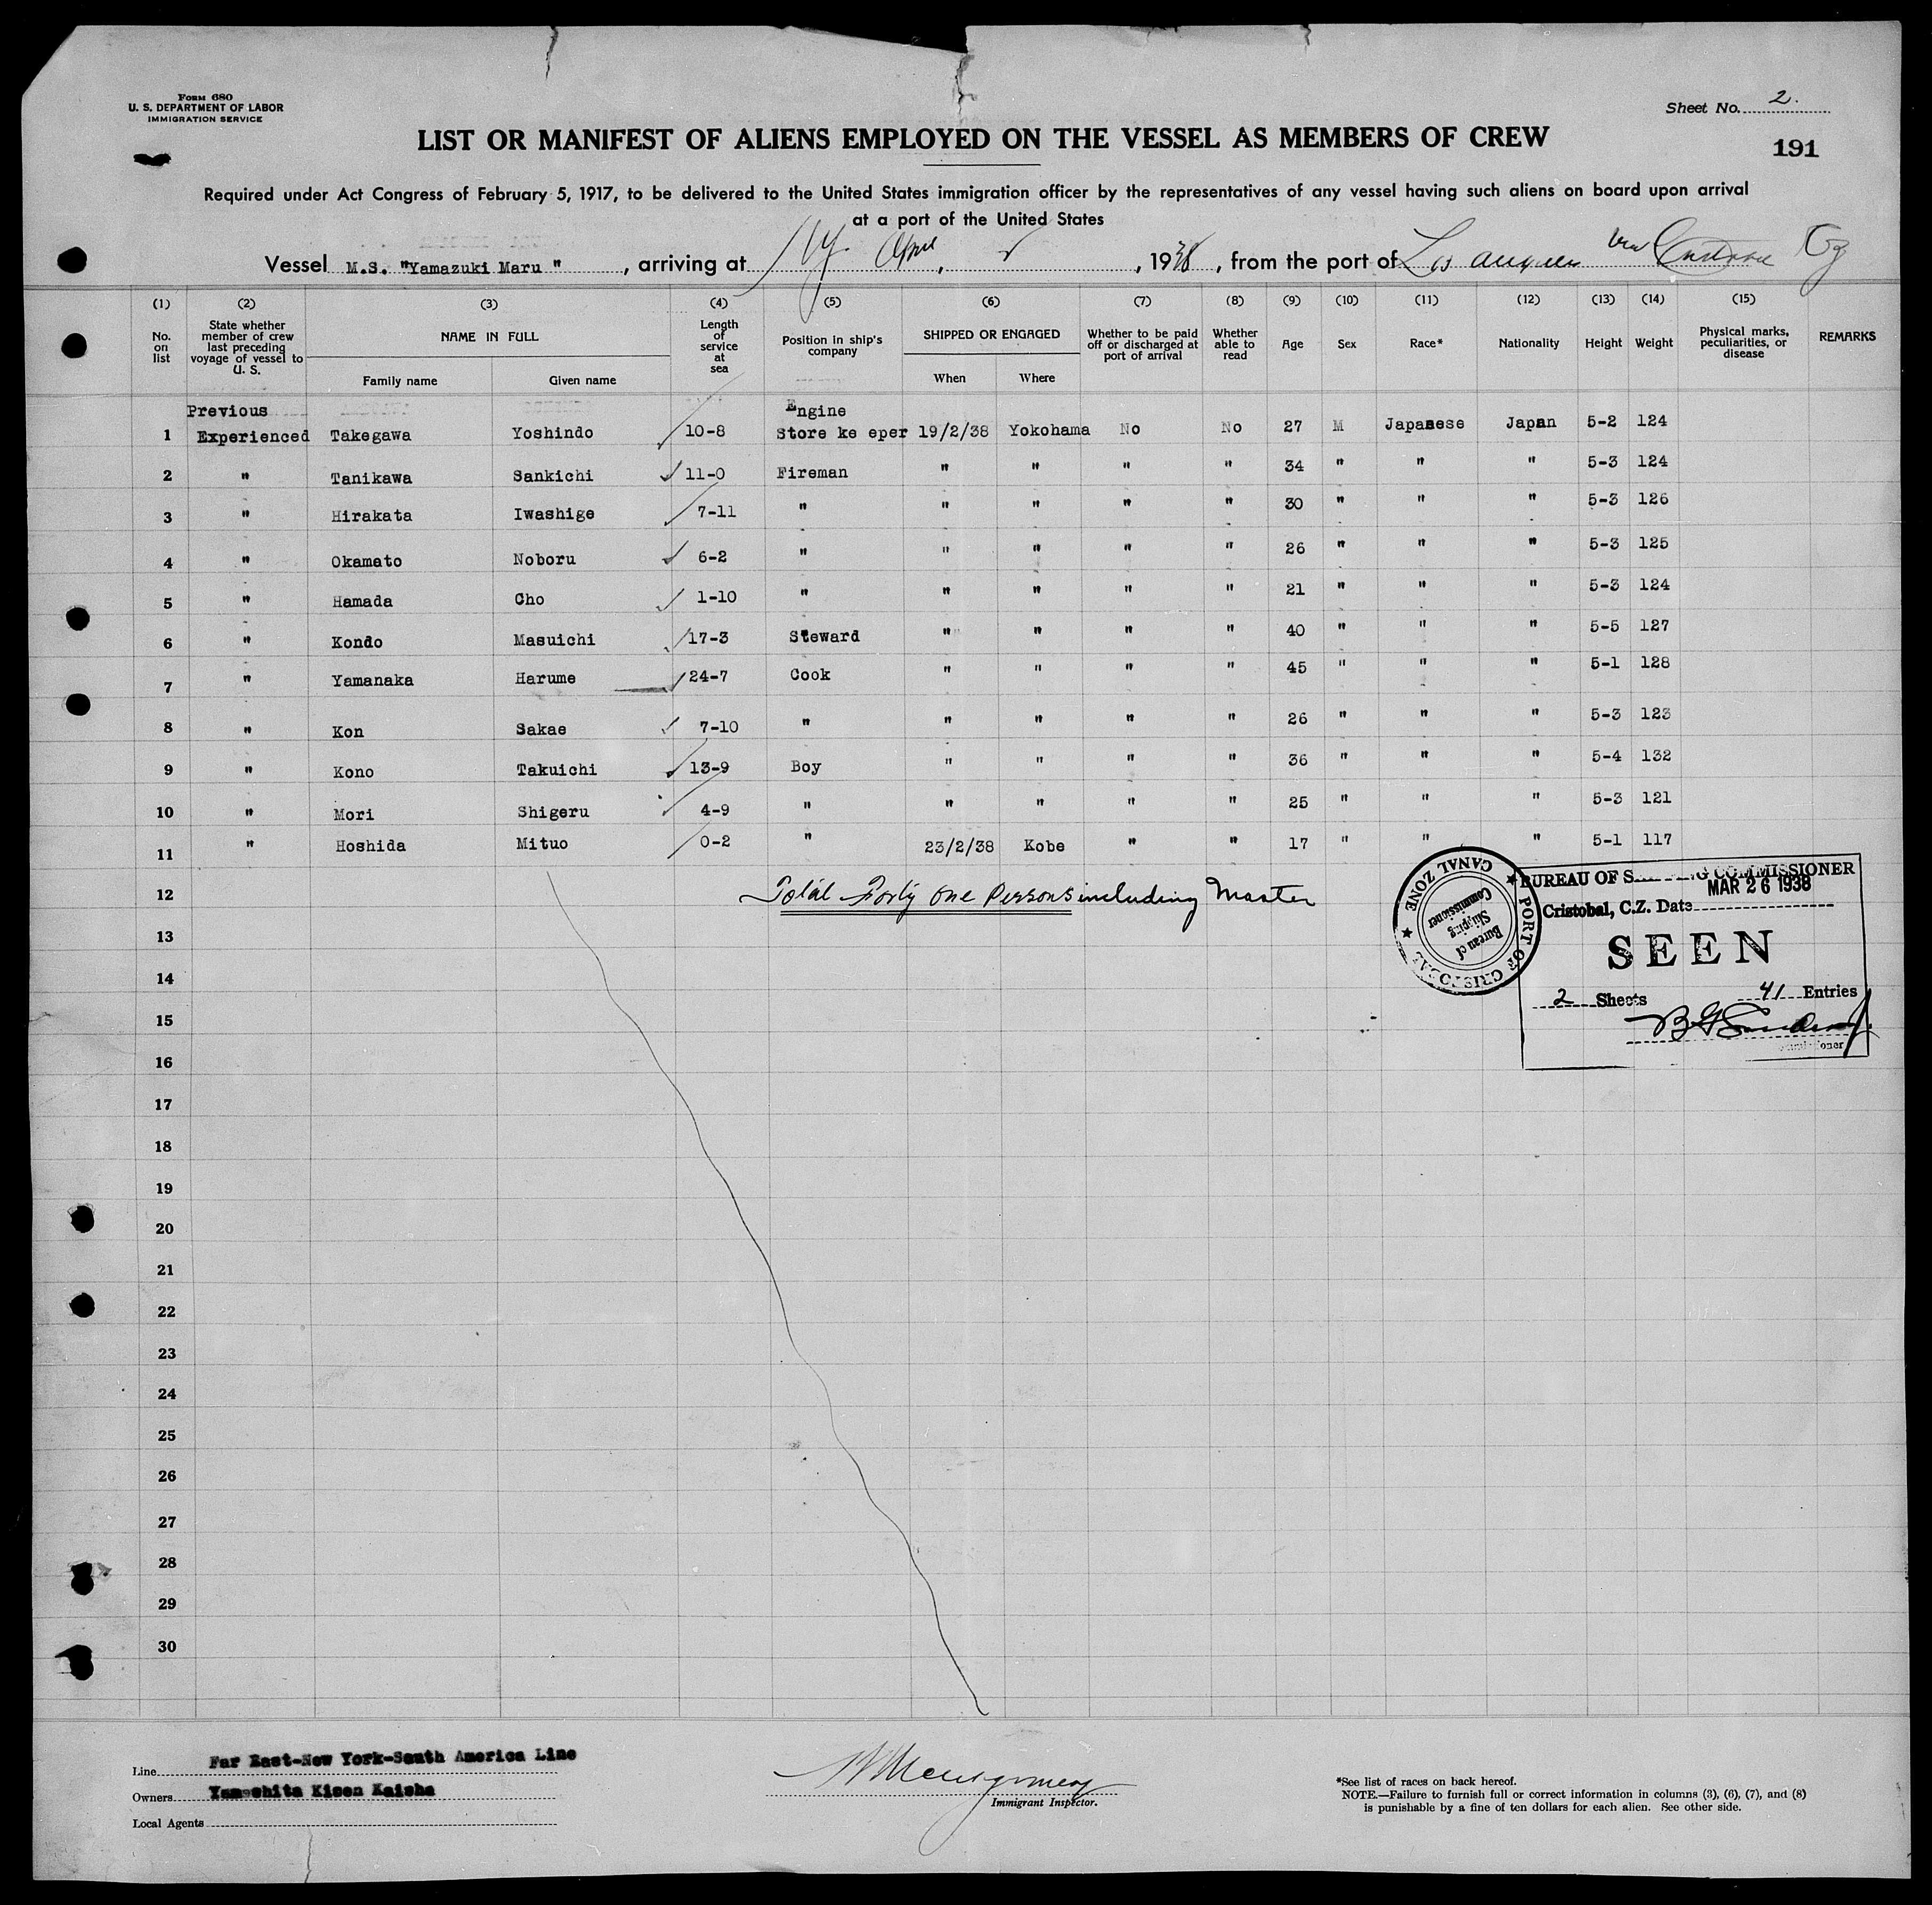 FORM 680
U. S. DEPARTMENT OF LABOR
IMMIGRATION SERVICE
Sheet No. 2.
191
LIST OR MANIFEST OF ALIENS EMPLOYED ON THE VESSEL AS MEMBERS OF CREW
Required under Act Congress of February 5, 1917, to be delivered to the United States immigration officer by the representatives of any vessel having such aliens on board upon arrival
at a port of the United States
Vessel M.S. "Yamazuki Maru " , arriving at NY. April , 1938 , from the port of Los Angeles via Cristobal CZ
(1) (2) (3) (4) (5) (6) (7) (8) (9) (10) (11) (12) (13) (14) (15)
No. on list
State whether member of crew last preceding voyage of vessel to U. S.
NAME IN FULL
Family name Given name
Length of service at sea
Position in ship's company
SHIPPED OR ENGAGED
When Where
Whether to be paid off or discharged at port of arrival
Whether able to read
Age Sex Race* Nationality Height Weight
Physical marks, peculiarities, or disease
REMARKS
Previous Engine
1 Experienced Takegawa Yoshindo 10-8 Store ke eper 19/2/38 Yokohama No No 27 M Japanese Japan 5-2 124
2 " Tanikawa Sankichi 11-0 Fireman " " " " 34 " " " 5-3 124
3 " Hirakata Iwashige 7-11 " " " " " 30 " " " 5-3 126
4 " Okamato Noboru 6-2 " " " " " 26 " " " 5-3 125
5 " Hamada Cho 1-10 " " " " " 21 " " " 5-3 124
6 " Kondo Masuichi 17-3 Steward " " " " 40 " " " 5-5 127
7 " Yamanaka Harume 24-7 Cook " " " " 45 " " " 5-1 128
8 " Kon Sakae 7-10 " " " " " 26 " " " 5-3 123
9 " Kono Takuichi 13-9 Boy " " " " 36 " " " 5-4 132
10 " Mori Shigeru 4-9 " " " " " 25 " " " 5-3 121
11 " Hoshida Mituo 0-2 " 23/2/38 Kobe " " 17 " " " 5-1 117
12 Total Forty one Persons including Master
13
14
15
16
17
18
19
20
21
22
23
24
25
26
27
28
29
30
PORT OF CRISTOBAL ★ CANAL ZONE ★
Bureau of
Shipping
Commissioner
BUREAU OF SHIPPING COMMISSIONER
MAR 26 1938
Cristobal, C.Z. Date
SEEN
2 Sheets 41 Entries
Line Far East-New York-South America Line
Owners Yamashita Kisen Kaisha
Local Agents
Montgomery
Immigrant Inspector.
*See list of races on back hereof.
NOTE.—Failure to furnish full or correct information in columns (3), (6), (7), and (8)
is punishable by a fine of ten dollars for each alien. See other side.